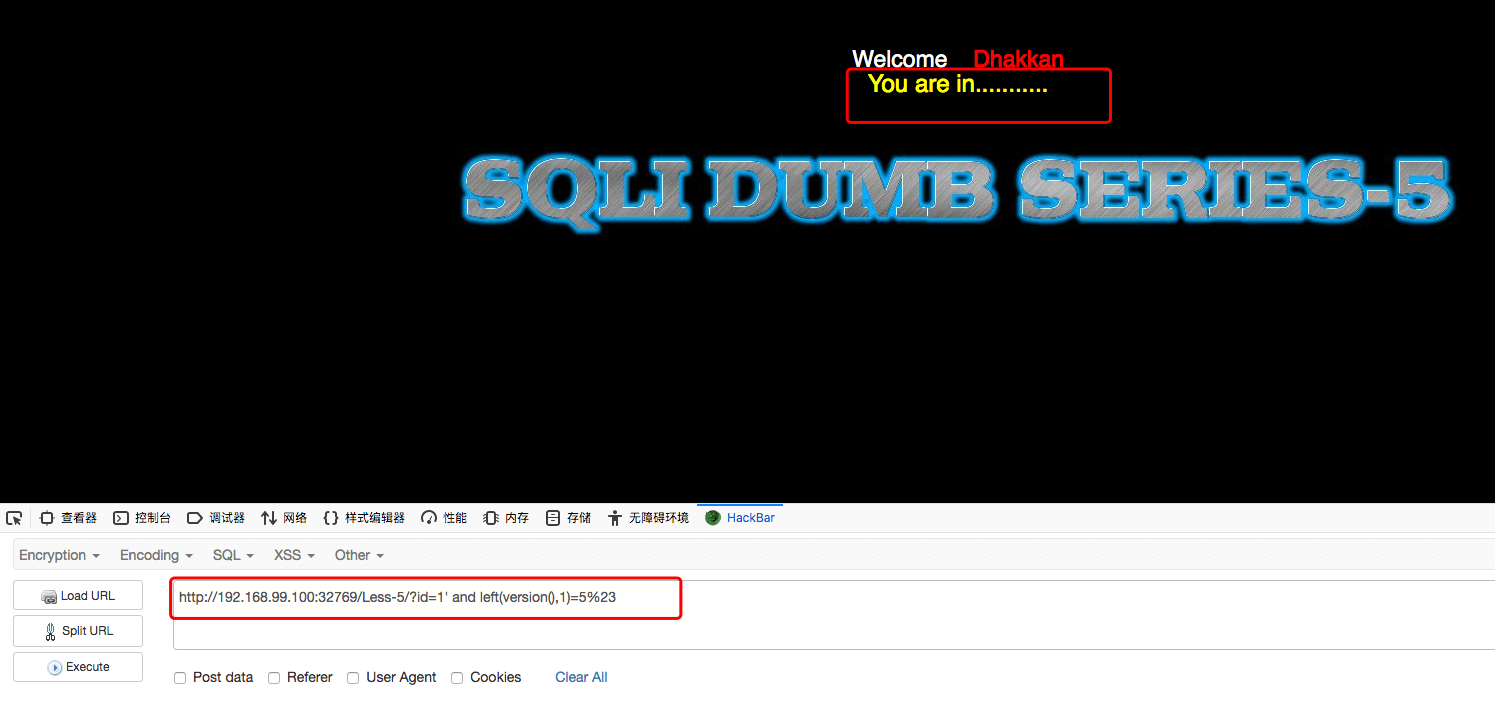 Welcome Dhakkan
You are in...........
SQLI DUMB SERIES-5
查看器 控制台 调试器 网络 样式编辑器 性能 内存 存储 无障碍环境 HackBar
Encryption Encoding SQL XSS Other
Load URL
http://192.168.99.100:32769/Less-5/?id=1' and left(version(),1)=5%23
Split URL
Execute
Post data Referer User Agent Cookies Clear All